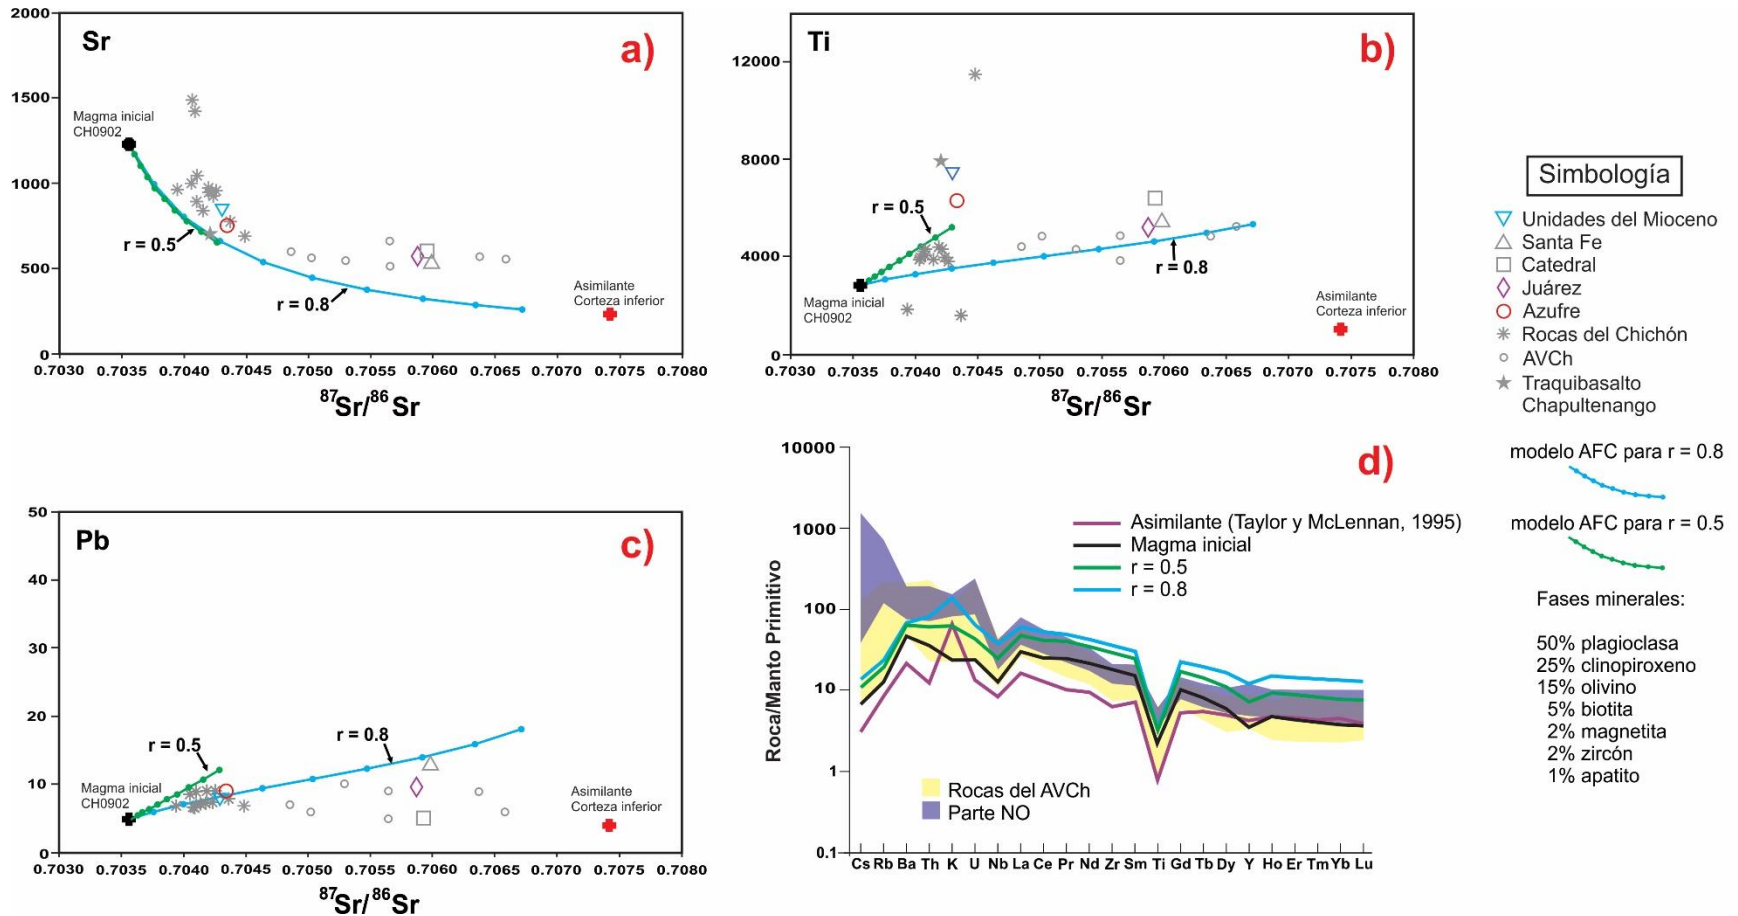 Sr
a)
2000
1500
1000
500
0
Magma inicial
CH0902
r = 0.5
r = 0.8
Asimilante
Corteza inferior
0.7030 0.7035 0.7040 0.7045 0.7050 0.7055 0.7060 0.7065 0.7070 0.7075 0.7080
87Sr/86Sr
Ti
b)
12000
8000
4000
0
r = 0.5
Magma inicial
CH0902
r = 0.8
Asimilante
Corteza inferior
0.7030 0.7035 0.7040 0.7045 0.7050 0.7055 0.7060 0.7065 0.7070 0.7075 0.7080
87Sr/86Sr
Simbología
Unidades del Mioceno
Santa Fe
Catedral
Juárez
Azufre
Rocas del Chichón
AVCh
Traquibasalto
Chapultenango
modelo AFC para r = 0.8
modelo AFC para r = 0.5
Fases minerales:
50% plagioclasa
25% clinopiroxeno
15% olivino
5% biotita
2% magnetita
2% zircón
1% apatito
Pb
c)
50
40
30
20
10
0
r = 0.5
r = 0.8
Magma inicial
CH0902
Asimilante
Corteza inferior
0.7030 0.7035 0.7040 0.7045 0.7050 0.7055 0.7060 0.7065 0.7070 0.7075 0.7080
87Sr/86Sr
d)
Roca/Manto Primitivo
10000
1000
100
10
1
0.1
Asimilante (Taylor y McLennan, 1995)
Magma inicial
r = 0.5
r = 0.8
Rocas del AVCh
Parte NO
Cs Rb Ba Th K U Nb La Ce Pr Nd Zr Sm Ti Gd Tb Dy Y Ho Er Tm Yb Lu